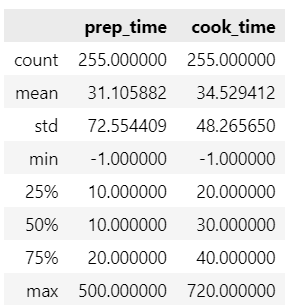 prep_time cook_time
count 255.000000 255.000000
mean 31.105882 34.529412
std 72.554409 48.265650
min -1.000000 -1.000000
25% 10.000000 20.000000
50% 10.000000 30.000000
75% 20.000000 40.000000
max 500.000000 720.000000